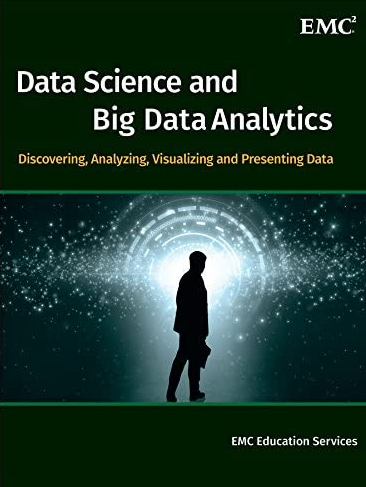 EMC²
Data Science and
Big Data Analytics
Discovering, Analyzing, Visualizing and Presenting Data
EMC Education Services